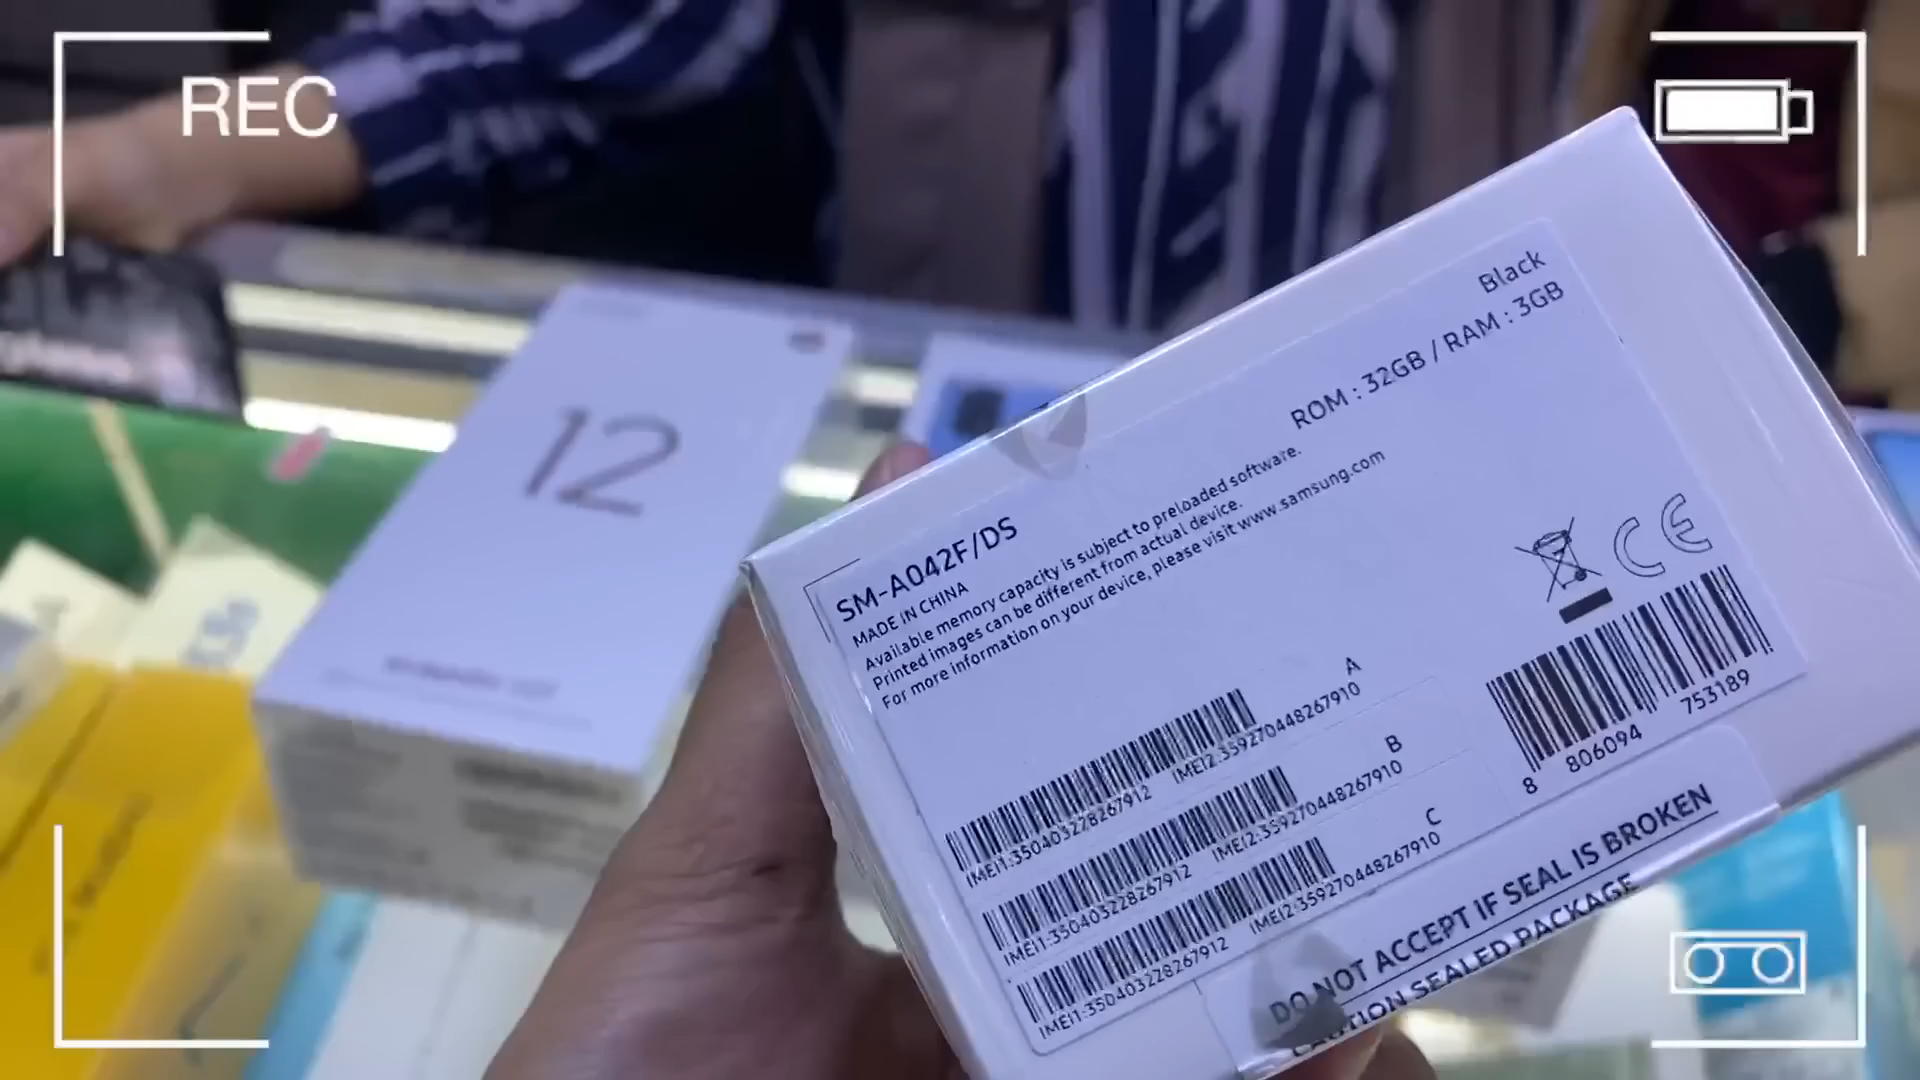 REC
12
Black
ROM : 32GB / RAM : 3GB
SM-A042F/DS
MADE IN CHINA
Available memory capacity is subject to preloaded software.
Printed images can be different from actual device.
For more information on your device, please visit www.samsung.com
CE
A
IMEI1:350403228267912 IMEI2:359270448267910
B
IMEI1:350403228267912 IMEI2:359270448267910
C
IMEI1:350403228267912 IMEI2:359270448267910
8 806094 753189
DO NOT ACCEPT IF SEAL IS BROKEN
CAUTION SEALED PACKAGE